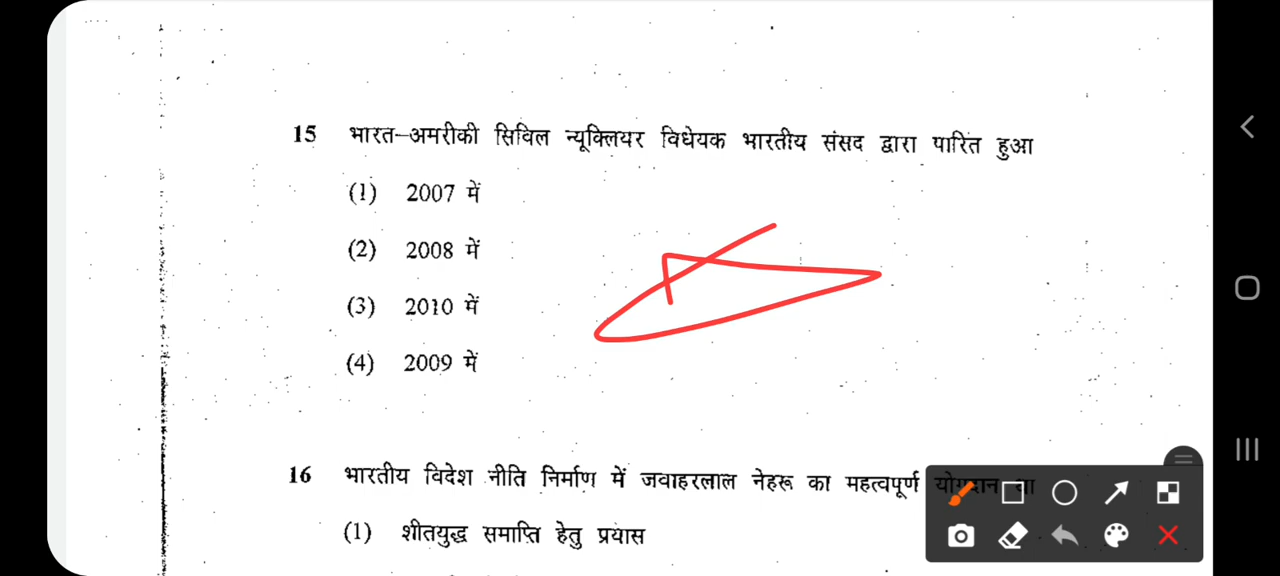 15 भारत–अमरीकी सिविल न्यूक्लियर विधेयक भारतीय संसद द्वारा पारित हुआ
(1) 2007 में
(2) 2008 में
(3) 2010 में
(4) 2009 में
16 भारतीय विदेश नीति निर्माण में जवाहरलाल नेहरू का महत्वपूर्ण योगदान था
(1) शीतयुद्ध समाप्ति हेतु प्रयास